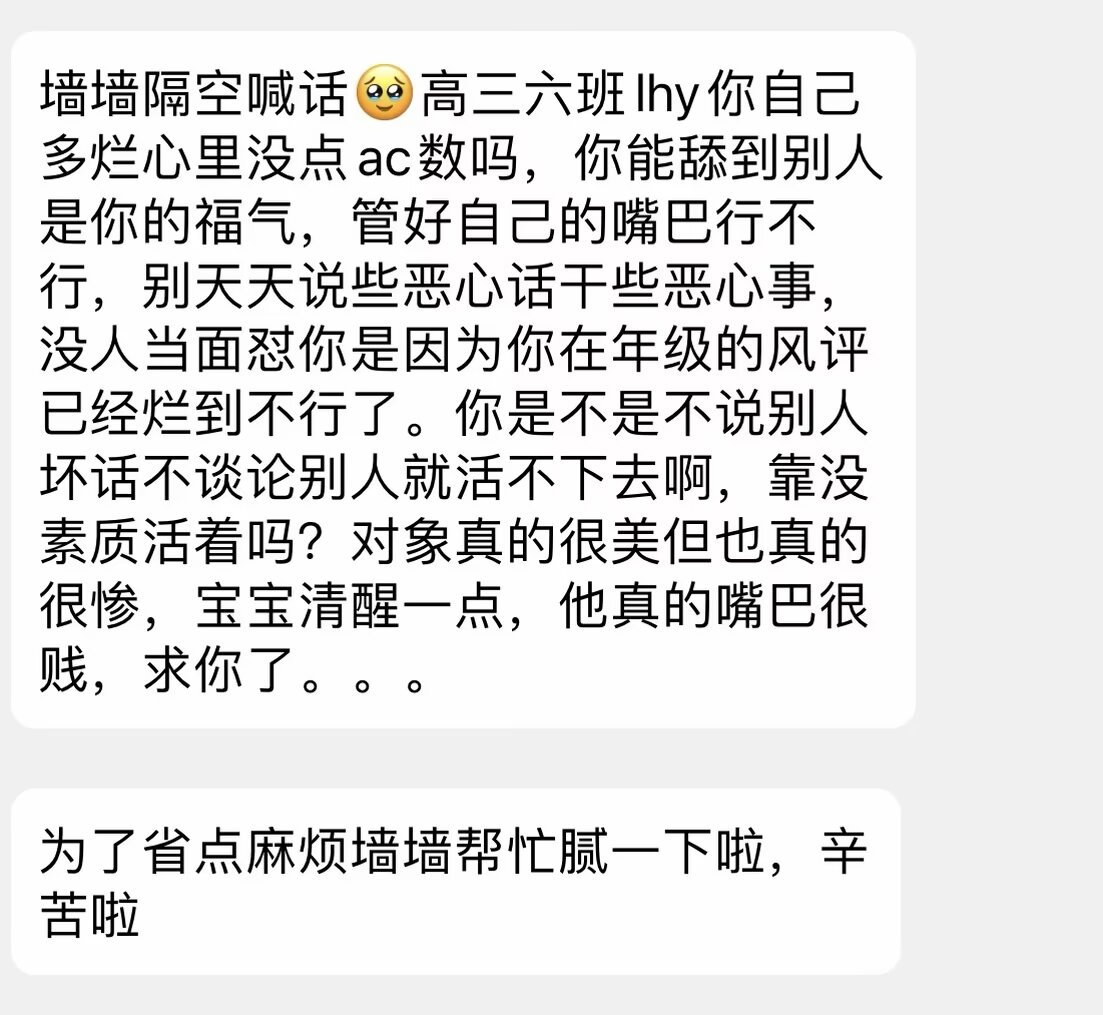 墙墙隔空喊话🥹高三六班lhy你自己
多烂心里没点ac数吗，你能舔到别人
是你的福气，管好自己的嘴巴行不
行，别天天说些恶心话干些恶心事，
没人当面怼你是因为你在年级的风评
已经烂到不行了。你是不是不说别人
坏话不谈论别人就活不下去啊，靠没
素质活着吗？对象真的很美但也真的
很惨，宝宝清醒一点，他真的嘴巴很
贱，求你了。。。
为了省点麻烦墙墙帮忙腻一下啦，辛
苦啦